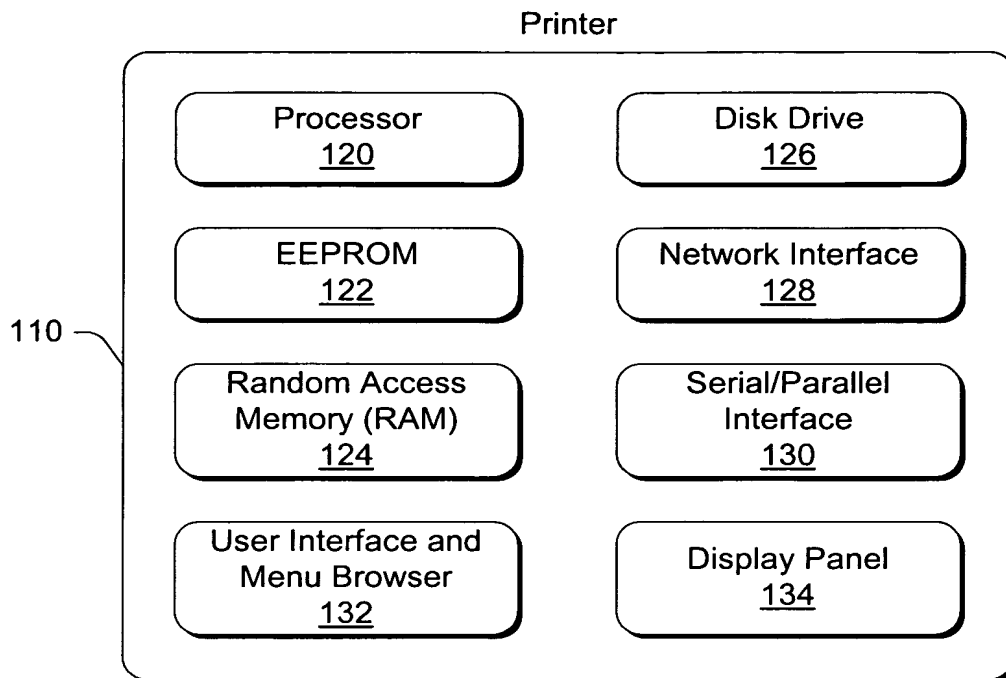 Printer
Processor
120
Disk Drive
126
EEPROM
122
Network Interface
128
110
Random Access
Memory (RAM)
124
Serial/Parallel
Interface
130
User Interface and
Menu Browser
132
Display Panel
134